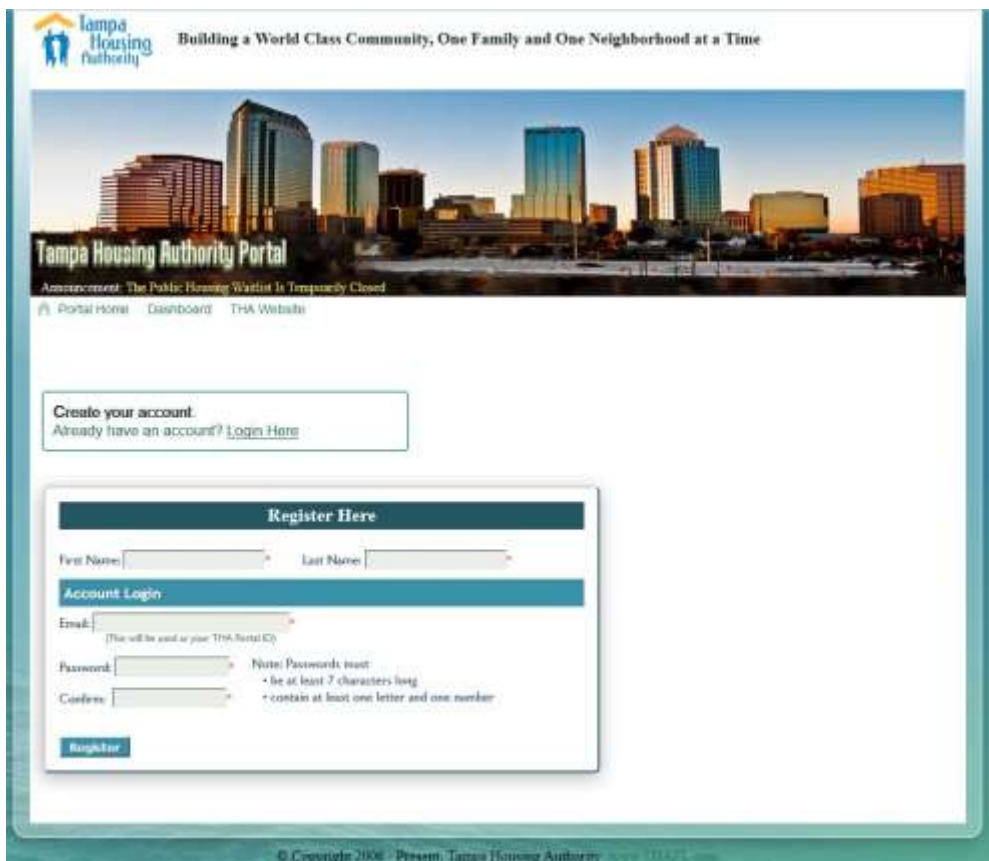 Tampa
Housing
Authority
Building a World Class Community, One Family and One Neighborhood at a Time
Tampa Housing Authority Portal
Announcement: The Public Housing Waitlist Is Temporarily Closed
Portal Home Dashboard THA Website
Create your account.
Already have an account? Login Here
Register Here
First Name: * Last Name: *
Account Login
Email: *
(This will be used as your THA Portal ID)
Password: * Note: Passwords must
• be at least 7 characters long
Confirm: * • contain at least one letter and one number
Register
© Copyright 2006 - Present, Tampa Housing Authority